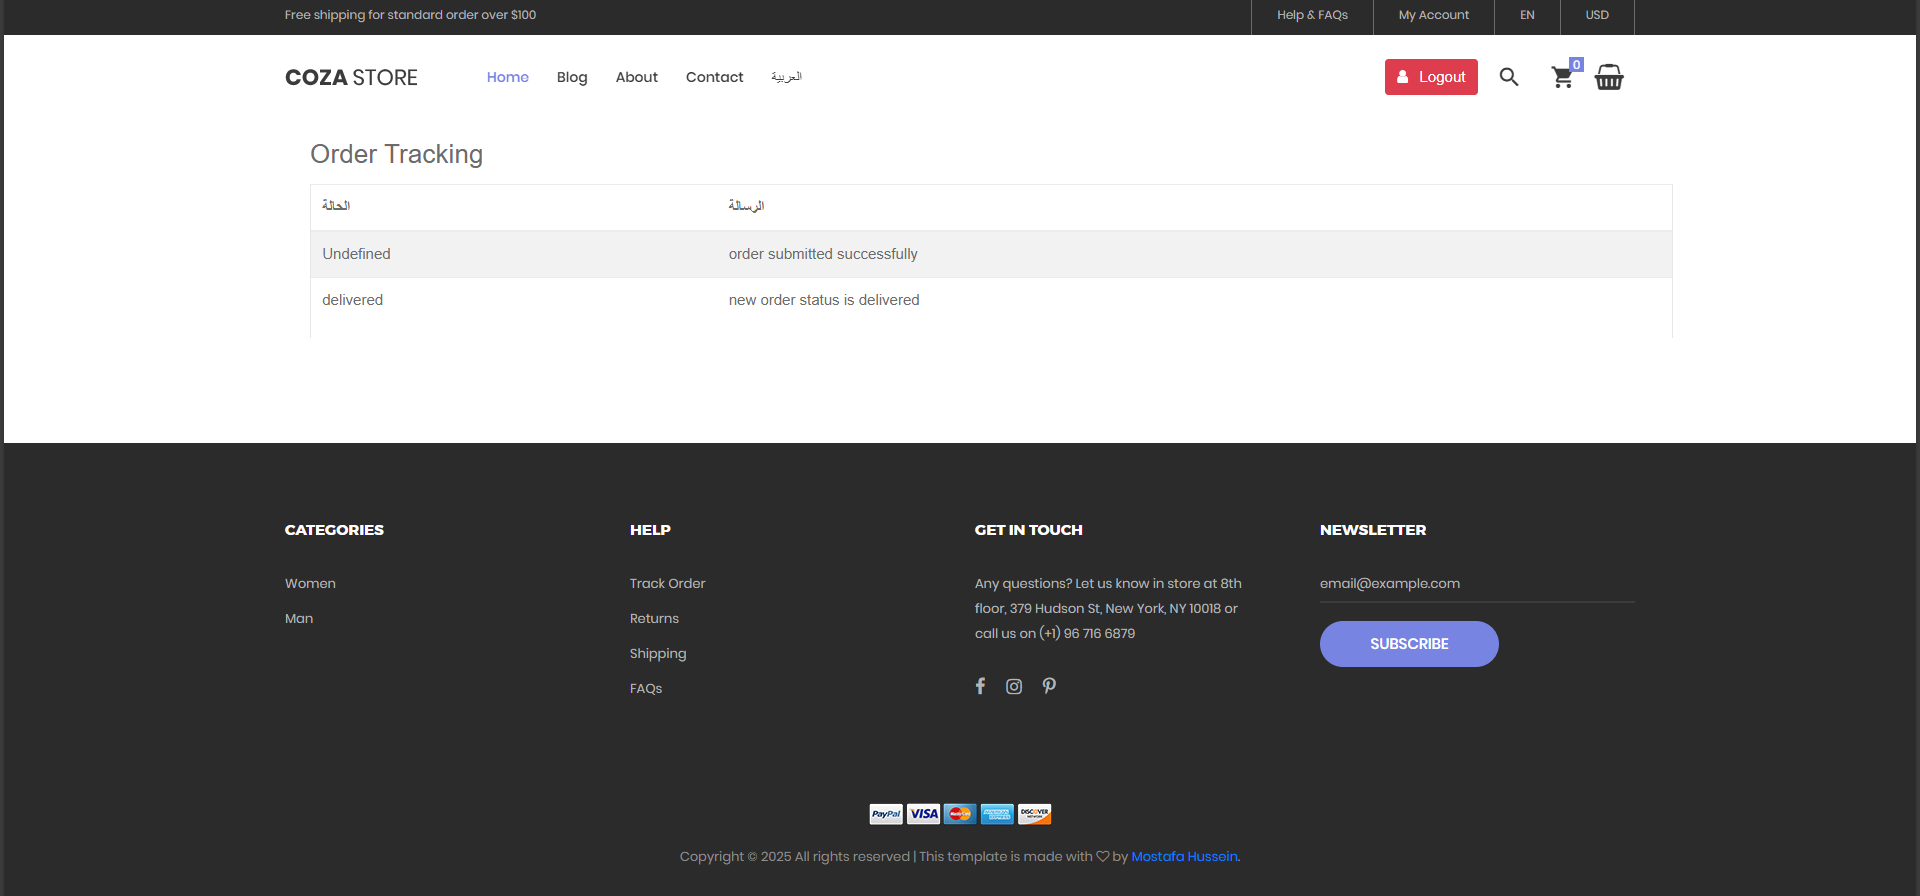 Free shipping for standard order over $100
Help & FAQs
My Account
EN
USD
COZA STORE
Home
Blog
About
Contact
العربية
Logout
0
Order Tracking
الحالة
الرسالة
Undefined
order submitted successfully
delivered
new order status is delivered
CATEGORIES
Women
Man
HELP
Track Order
Returns
Shipping
FAQs
GET IN TOUCH
Any questions? Let us know in store at 8th
floor, 379 Hudson St, New York, NY 10018 or
call us on (+1) 96 716 6879
NEWSLETTER
email@example.com
SUBSCRIBE
PayPal
VISA
MasterCard
AMERICAN EXPRESS
DISCOVER
NETWORK
Copyright © 2025 All rights reserved | This template is made with ♡ by Mostafa Hussein.